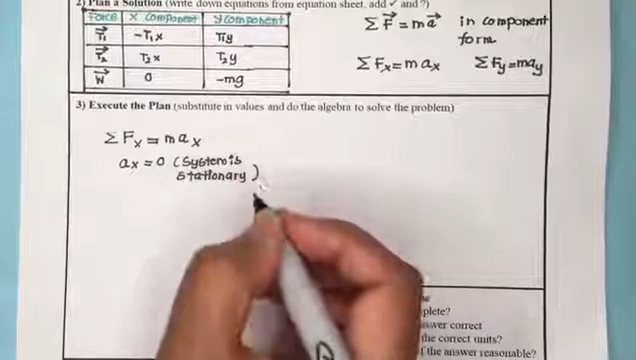 2) Plan a Solution (write down equations from equation sheet, add ✓ and ?)
Force X Component Y Component
T⃗₁ -T₁x T₁y
T⃗₂ T₂x T₂y
W⃗ 0 -mg
ΣF⃗ = ma⃗ in component
form
ΣFx = max ΣFy = may
3) Execute the Plan (substitute in values and do the algebra to solve the problem)
ΣFx = max
ax = 0 (System is
stationary)
plete?
answer correct
the correct units?
the answer reasonable?